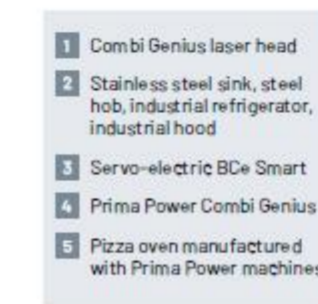 1 Combi Genius laser head
2 Stainless steel sink, steel
hob, industrial refrigerator,
industrial hood
3 Servo-electric BCe Smart
4 Prima Power Combi Genius
5 Pizza oven manufactured
with Prima Power machines